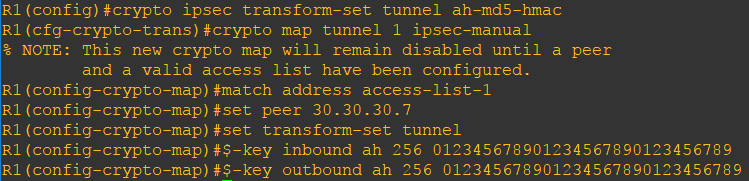 R1(config)#crypto ipsec transform-set tunnel ah-md5-hmac
R1(cfg-crypto-trans)#crypto map tunnel 1 ipsec-manual
% NOTE: This new crypto map will remain disabled until a peer
and a valid access list have been configured.
R1(config-crypto-map)#match address access-list-1
R1(config-crypto-map)#set peer 30.30.30.7
R1(config-crypto-map)#set transform-set tunnel
R1(config-crypto-map)#$-key inbound ah 256 01234567890123456789​0123456789
R1(config-crypto-map)#$-key outbound ah 256 012345678901234567890123456789